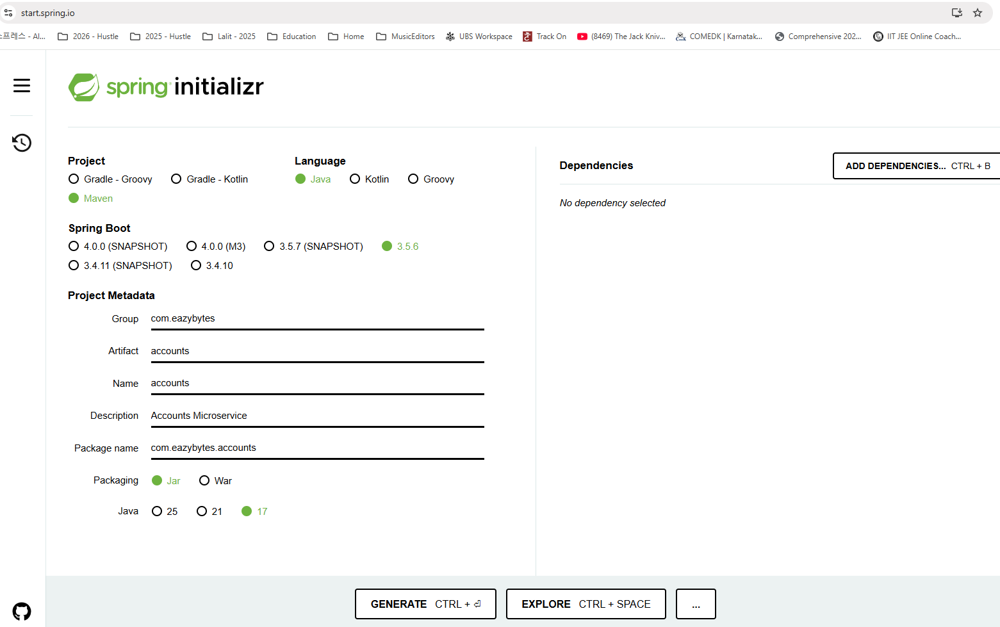 start.spring.io
스프레스 - AI... 2026 - Hustle 2025 - Hustle Lalit - 2025 Education Home MusicEditors UBS Workspace Track On (8469) The Jack Kniv... COMEDK | Karnatak... Comprehensive 202... IIT JEE Online Coach...
spring initializr
Project
Gradle - Groovy Gradle - Kotlin
Maven
Language
Java Kotlin Groovy
Spring Boot
4.0.0 (SNAPSHOT) 4.0.0 (M3) 3.5.7 (SNAPSHOT) 3.5.6
3.4.11 (SNAPSHOT) 3.4.10
Project Metadata
Group com.eazybytes
Artifact accounts
Name accounts
Description Accounts Microservice
Package name com.eazybytes.accounts
Packaging Jar War
Java 25 21 17
Dependencies ADD DEPENDENCIES... CTRL + B
No dependency selected
GENERATE CTRL + ⏎ EXPLORE CTRL + SPACE ...